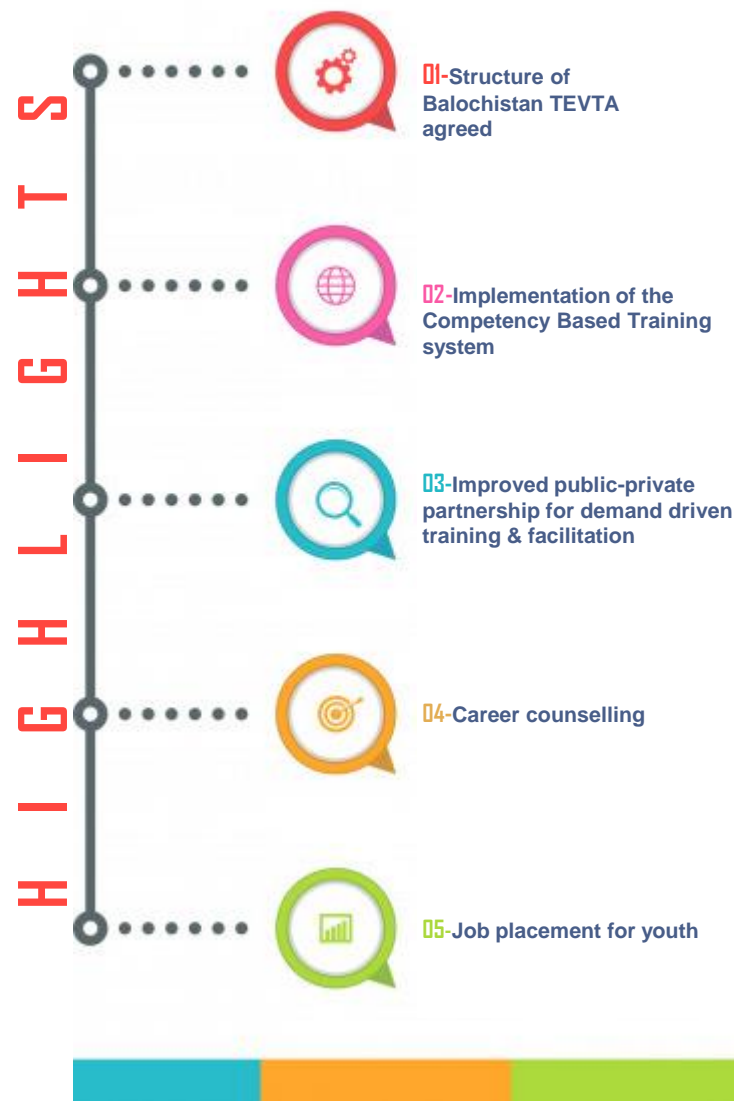 HIGHLIGHTS
01-Structure of
Balochistan TEVTA
agreed
02-Implementation of the
Competency Based Training
system
03-Improved public-private
partnership for demand driven
training & facilitation
04-Career counselling
05-Job placement for youth